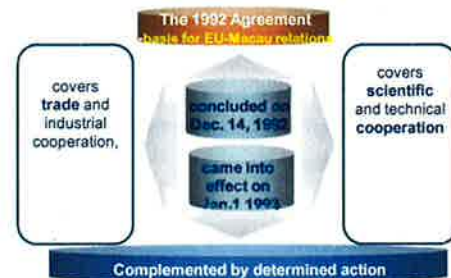 The 1992 Agreement
-basis for EU-Macau relations
covers
trade and
industrial
cooperation,
concluded on
Dec. 14, 1992
came into
effect on
Jan.1 1993
covers
scientific
and technical
cooperation
Complemented by determined action